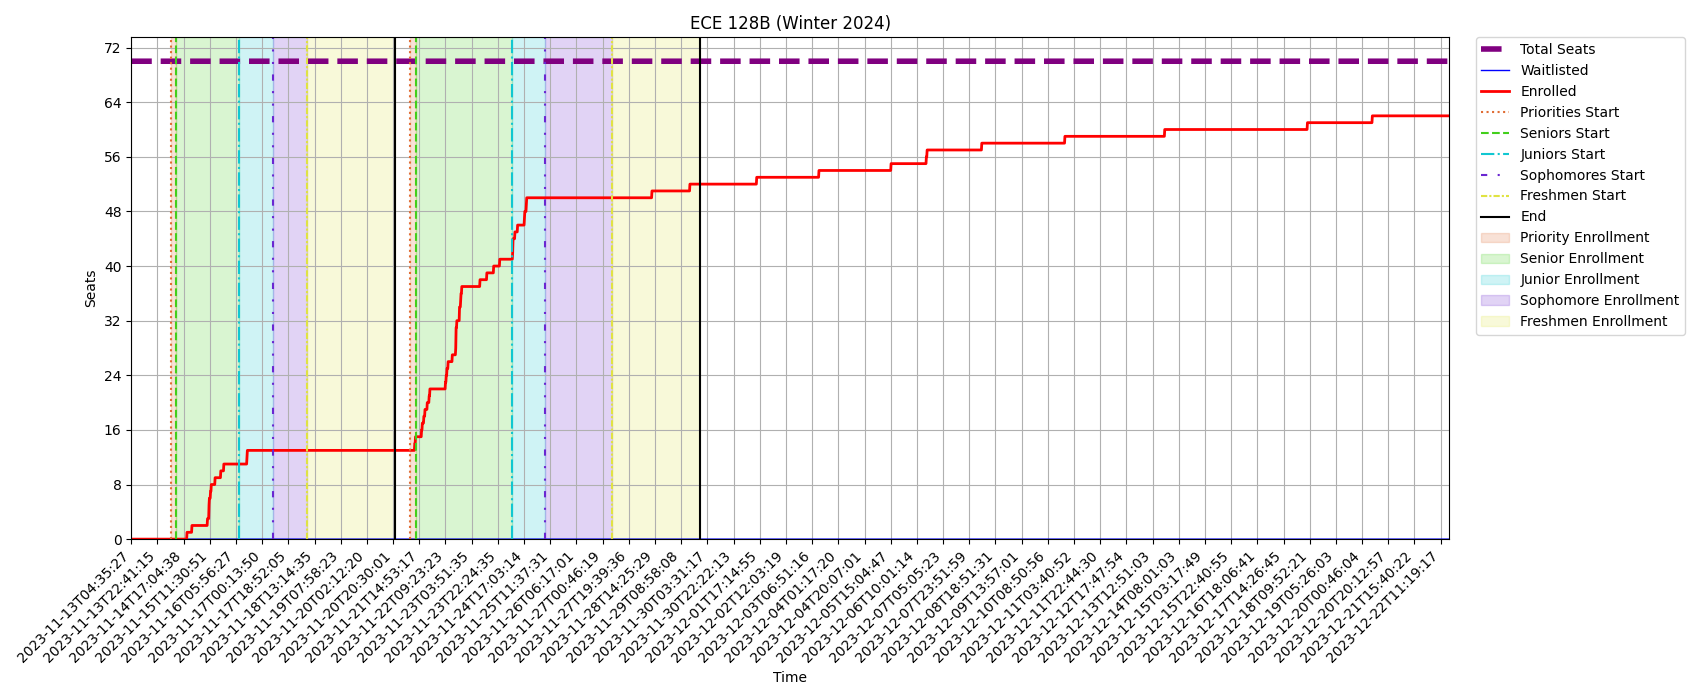 ECE 128B (Winter 2024)
72
64
56
48
40
32
24
16
8
0
Seats
2023-11-13T04:35:27
2023-11-13T22:41:15
2023-11-14T17:04:38
2023-11-15T11:30:51
2023-11-16T05:56:27
2023-11-17T00:13:50
2023-11-17T18:52:05
2023-11-18T13:14:35
2023-11-19T07:58:23
2023-11-20T02:12:20
2023-11-20T20:30:01
2023-11-21T14:53:17
2023-11-22T09:23:23
2023-11-23T03:51:35
2023-11-23T22:24:35
2023-11-24T17:03:14
2023-11-25T11:37:31
2023-11-26T06:17:01
2023-11-27T00:46:19
2023-11-27T19:39:36
2023-11-28T14:25:29
2023-11-29T08:58:08
2023-11-30T03:31:17
2023-11-30T22:22:13
2023-12-01T17:14:55
2023-12-02T12:03:19
2023-12-03T06:51:16
2023-12-04T01:17:20
2023-12-04T20:07:01
2023-12-05T15:04:47
2023-12-06T10:01:14
2023-12-07T05:05:23
2023-12-07T23:51:59
2023-12-08T18:51:31
2023-12-09T13:57:01
2023-12-10T08:50:56
2023-12-11T03:40:52
2023-12-11T22:44:30
2023-12-12T17:47:54
2023-12-13T12:51:03
2023-12-14T08:01:03
2023-12-15T03:17:49
2023-12-15T22:40:55
2023-12-16T18:06:41
2023-12-17T14:26:45
2023-12-18T09:52:21
2023-12-19T05:26:03
2023-12-20T00:46:04
2023-12-20T20:12:57
2023-12-21T15:40:22
2023-12-22T11:19:17
Time
Total Seats
Waitlisted
Enrolled
Priorities Start
Seniors Start
Juniors Start
Sophomores Start
Freshmen Start
End
Priority Enrollment
Senior Enrollment
Junior Enrollment
Sophomore Enrollment
Freshmen Enrollment